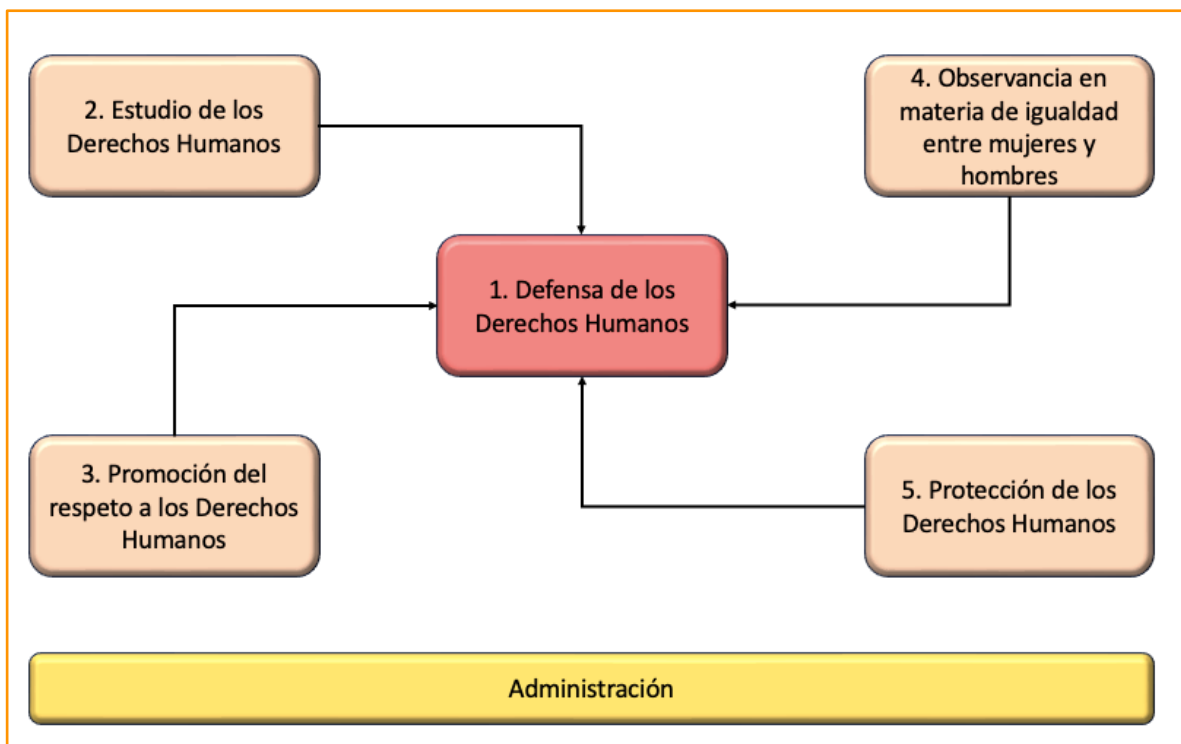 2. Estudio de los
Derechos Humanos
4. Observancia en
materia de igualdad
entre mujeres y
hombres
1. Defensa de los
Derechos Humanos
3. Promoción del
respeto a los Derechos
Humanos
5. Protección de los
Derechos Humanos
Administración